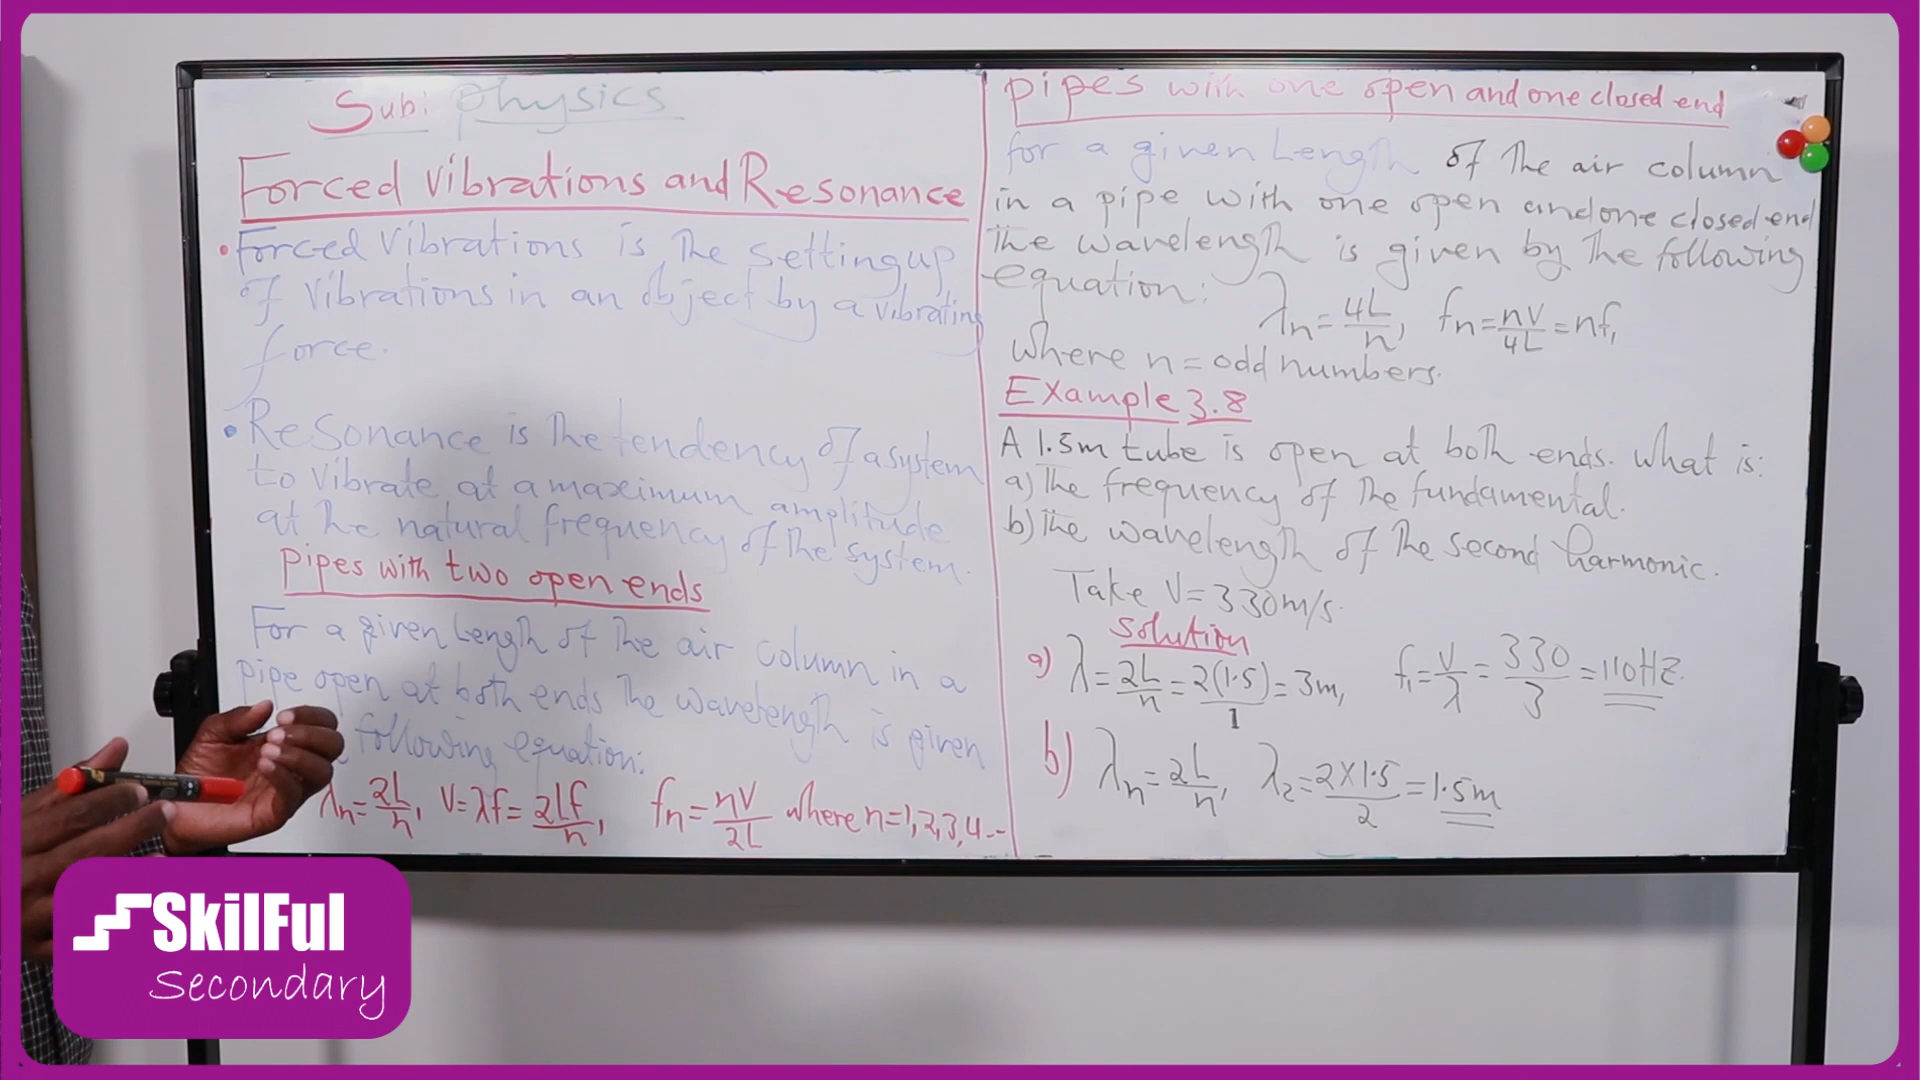 Sub: Physics
Forced Vibrations and Resonance
• Forced Vibrations is the setting up
of vibrations in an object by a vibrating
force.
• Resonance is the tendency of a system
to vibrate at a maximum amplitude
at the natural frequency of the system.
Pipes with two open ends
For a given Length of the air column in a
pipe open at both ends the wavelength is given
following equation:
λn = 2L/n, V = λf = 2Lf/n, fn = nV/2L where n=1,2,3,4---
Pipes with one open and one closed end
for a given Length of the air column
in a pipe with one open and one closed end
the wavelength is given by the following
equation:
λn = 4L/n, fn = nV/4L = nf₁
where n = odd numbers.
Example 3.8
A 1.5m tube is open at both ends. What is:
a) The frequency of the fundamental.
b) The wavelength of the second harmonic.
Take V = 330m/s.
Solution
a) λ = 2L/n = 2(1.5)/1 = 3m, f₁ = V/λ = 330/3 = 110HZ.
b) λn = 2L/n, λ2 = 2X1.5/2 = 1.5m
SkilFul
Secondary